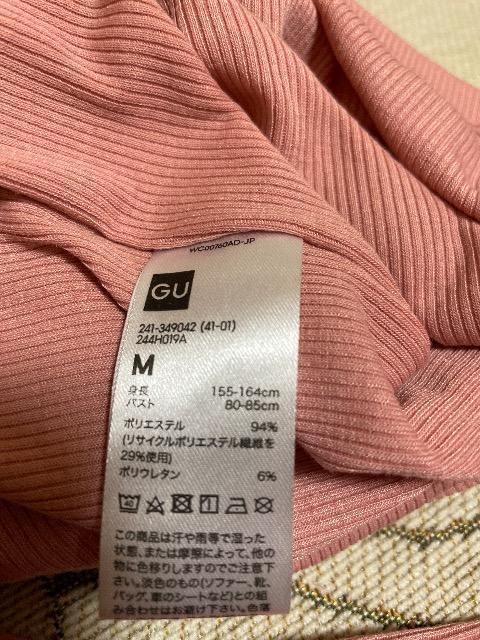 WC00760AD-JP
GU
241-349042 (41-01)
244H019A
M
身長 155-164cm
バスト 80-85cm
ポリエステル 94%
(リサイクルポリエステル繊維を
29%使用)
ポリウレタン 6%
この商品は汗や雨等で湿った
状態、または摩擦によって、他の
物に色移りしますのでご注意下
さい。淡色のもの(ソファー、靴、
バッグ、車のシートなど)との組
み合わせはお避け下さい。色落